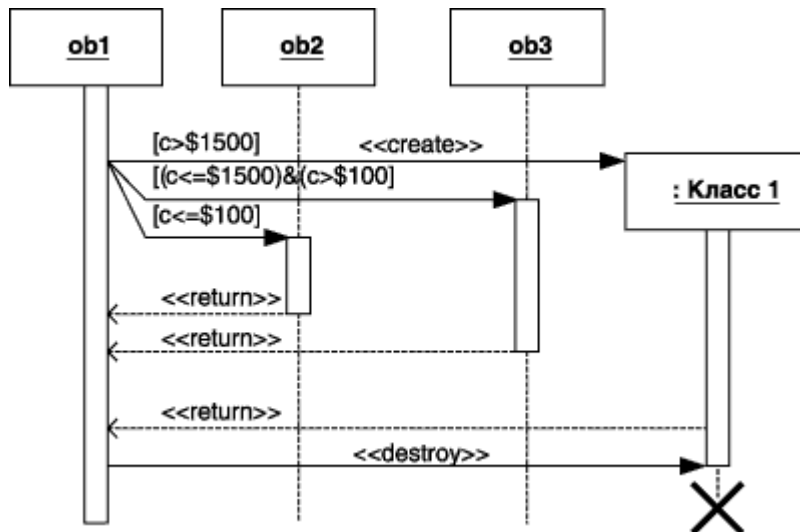 ob1
ob2
ob3
[c>$1500]
<<create>>
[(c<=$1500)&(c>$100]
: Класс 1
[c<=$100]
<<return>>
<<return>>
<<return>>
<<destroy>>